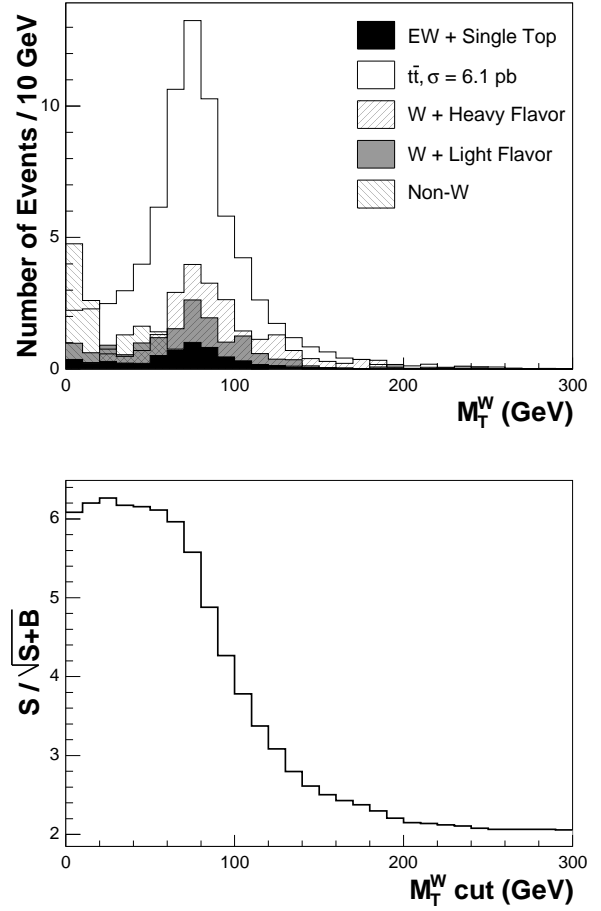 Number of Events / 10 GeV
10
5
0
EW + Single Top
tt̄, σ = 6.1 pb
W + Heavy Flavor
W + Light Flavor
Non-W
0 100 200 300
M_T^W (GeV)
S / √S+B
6
5
4
3
2
0 100 200 300
M_T^W cut (GeV)